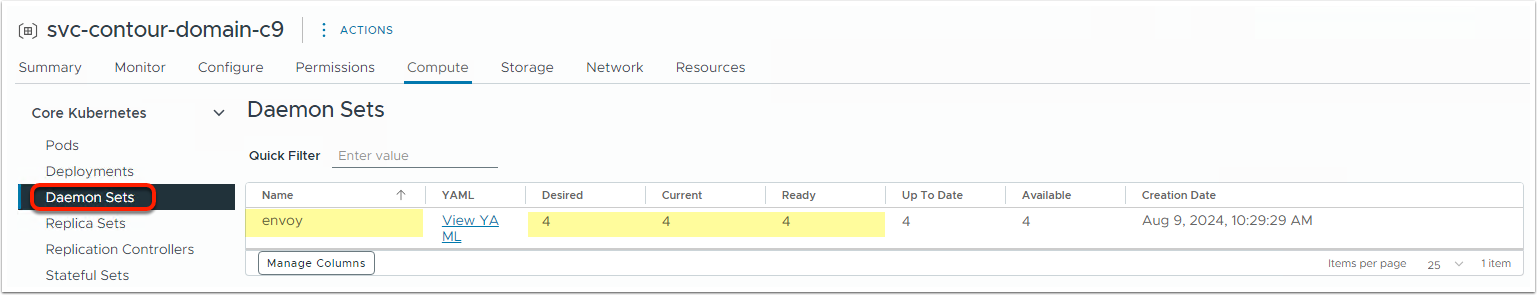 svc-contour-domain-c9
ACTIONS
Summary Monitor Configure Permissions Compute Storage Network Resources
Core Kubernetes
Pods
Deployments
Daemon Sets
Replica Sets
Replication Controllers
Stateful Sets
Daemon Sets
Quick Filter Enter value
Name YAML Desired Current Ready Up To Date Available Creation Date
envoy View YA 4 4 4 4 4 Aug 9, 2024, 10:29:29 AM
ML
Manage Columns Items per page 25 1 item